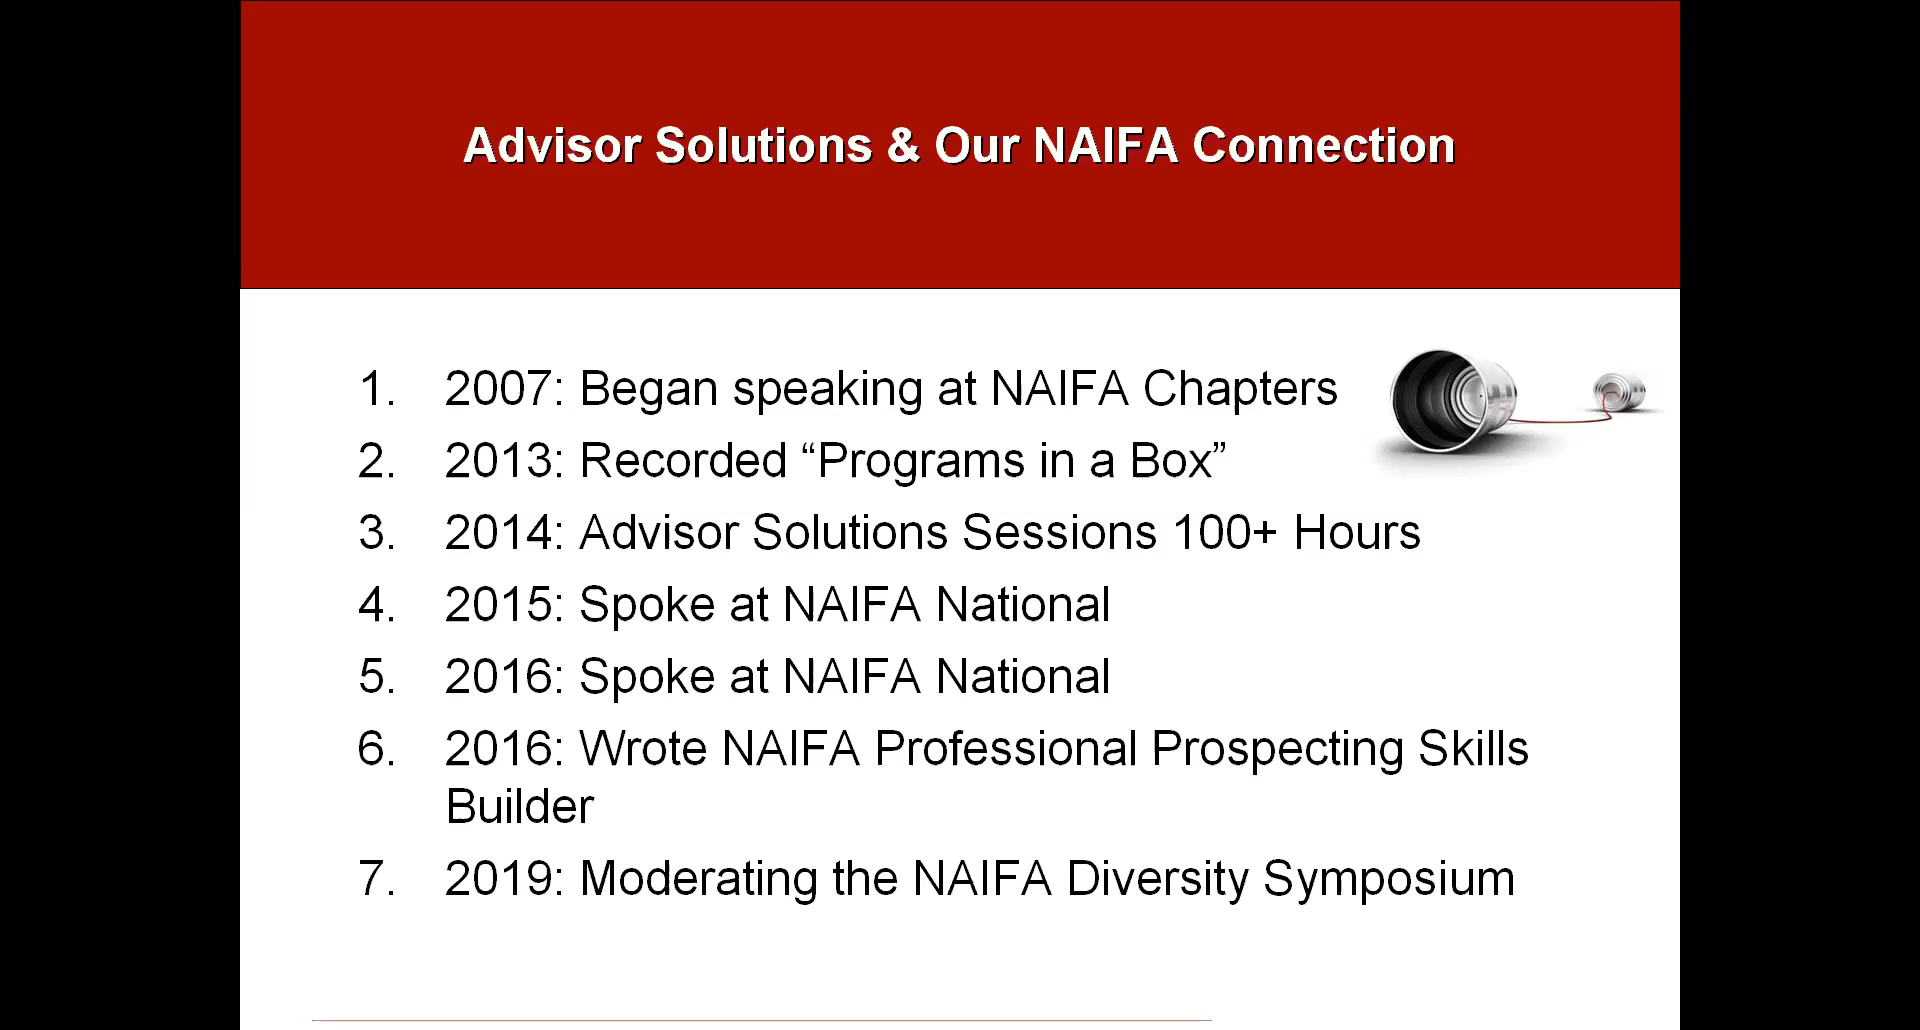 Advisor Solutions & Our NAIFA Connection
1. 2007: Began speaking at NAIFA Chapters
2. 2013: Recorded “Programs in a Box”
3. 2014: Advisor Solutions Sessions 100+ Hours
4. 2015: Spoke at NAIFA National
5. 2016: Spoke at NAIFA National
6. 2016: Wrote NAIFA Professional Prospecting Skills
Builder
7. 2019: Moderating the NAIFA Diversity Symposium